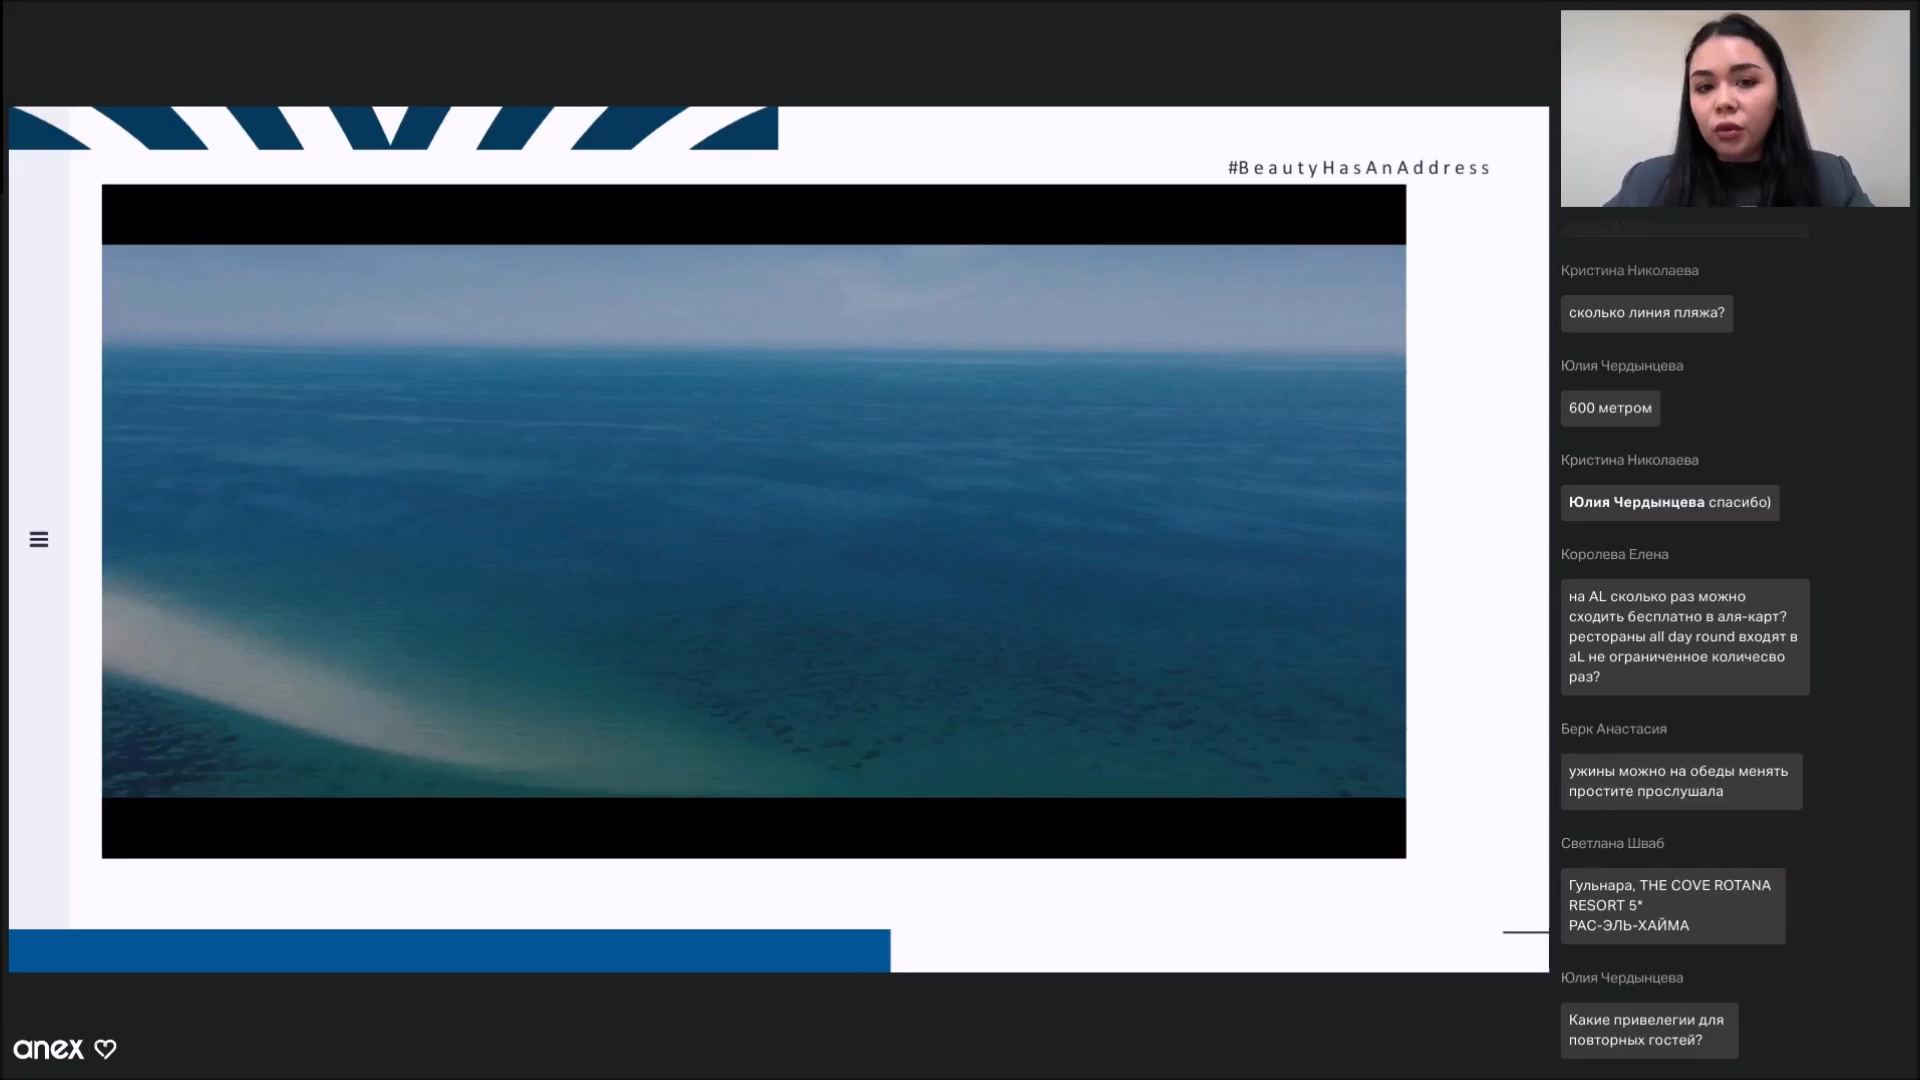 #BeautyHasAnAddress
anex
Кристина Николаева
сколько линия пляжа?
Юлия Чердынцева
600 метром
Кристина Николаева
Юлия Чердынцева спасибо)
Королева Елена
на AL сколько раз можно
сходить бесплатно в аля-карт?
рестораны all day round входят в
aL не ограниченное количесво
раз?
Берк Анастасия
ужины можно на обеды менять
простите прослушала
Светлана Шваб
Гульнара, THE COVE ROTANA
RESORT 5*
РАС-ЭЛЬ-ХАЙМА
Юлия Чердынцева
Какие привелегии для
повторных гостей?